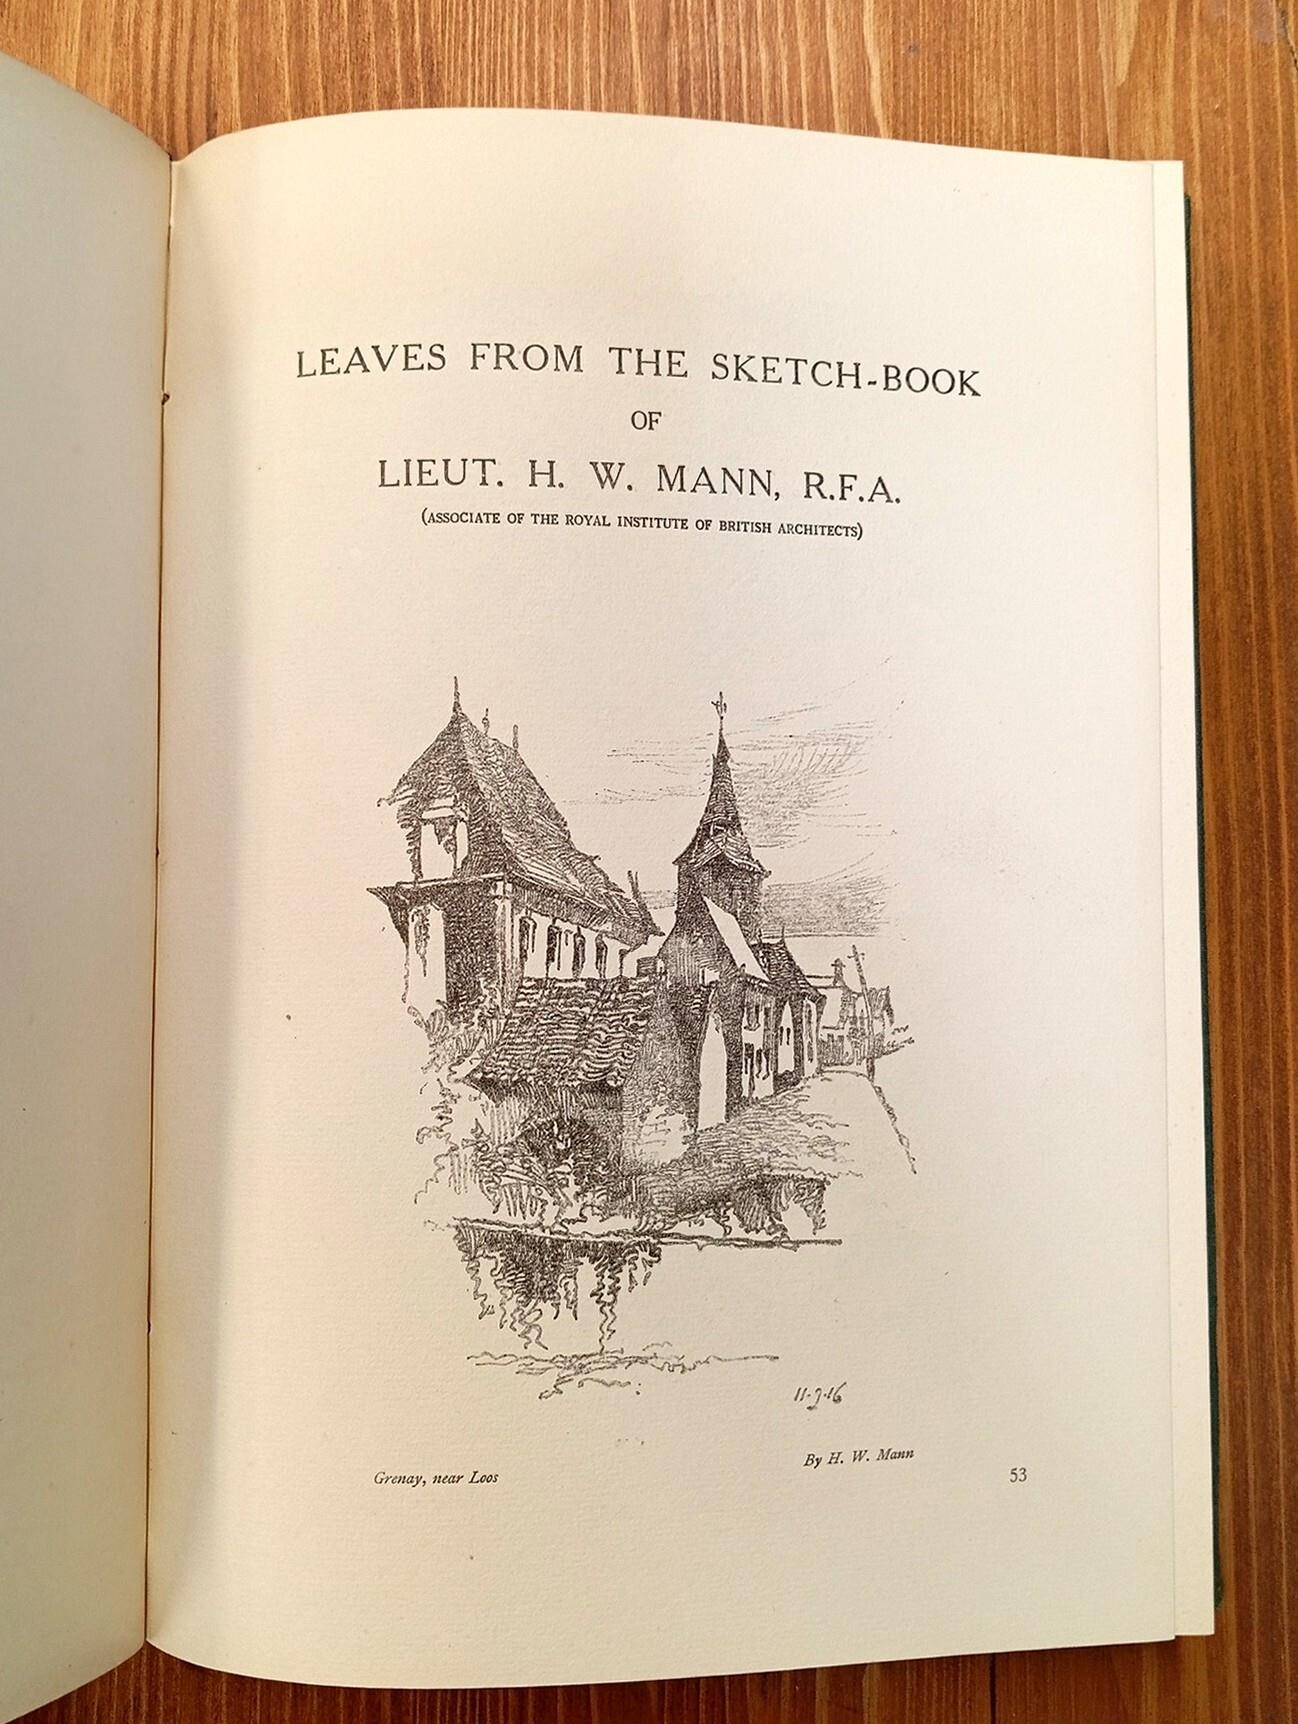 LEAVES FROM THE SKETCH-BOOK
OF
LIEUT. H. W. MANN, R.F.A.
(ASSOCIATE OF THE ROYAL INSTITUTE OF BRITISH ARCHITECTS)
11-9-16
By H. W. Mann
Grenay, near Loos
53